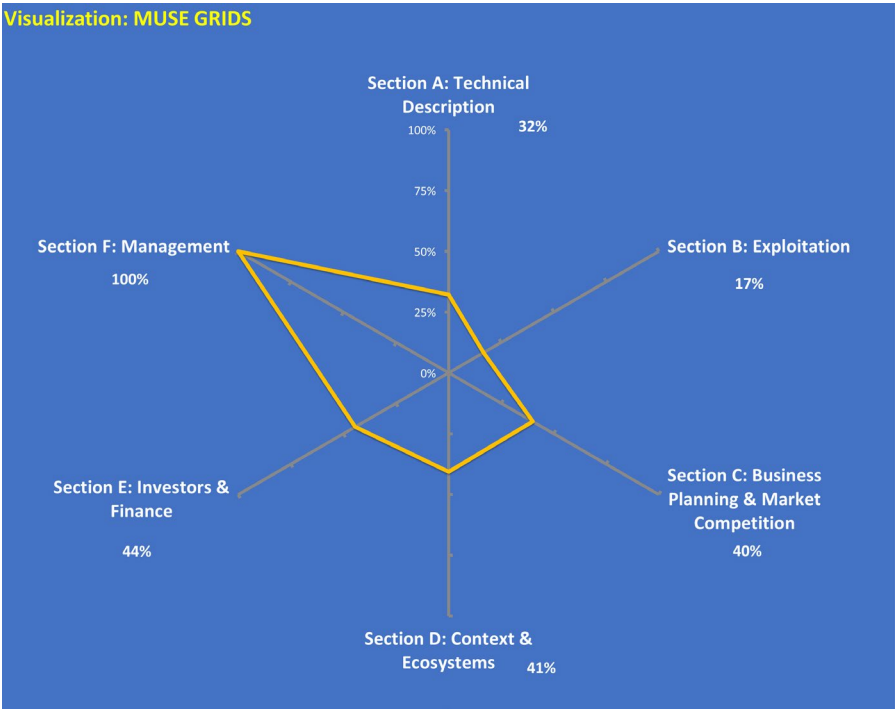 Visualization: MUSE GRIDS
Section A: Technical
Description
32%
100%
75%
50%
25%
0%
Section F: Management
100%
Section B: Exploitation
17%
Section E: Investors &
Finance
44%
Section C: Business
Planning & Market
Competition
40%
Section D: Context &
Ecosystems
41%